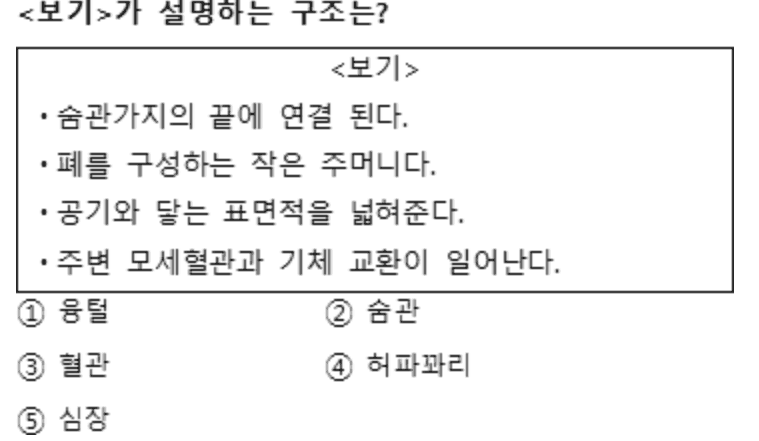 <보기>가 설명하는 구조는?
<보기>
•숨관가지의 끝에 연결 된다.
•폐를 구성하는 작은 주머니다.
•공기와 닿는 표면적을 넓혀준다.
•주변 모세혈관과 기체 교환이 일어난다.
① 융털 ② 숨관
③ 혈관 ④ 허파꽈리
⑤ 심장